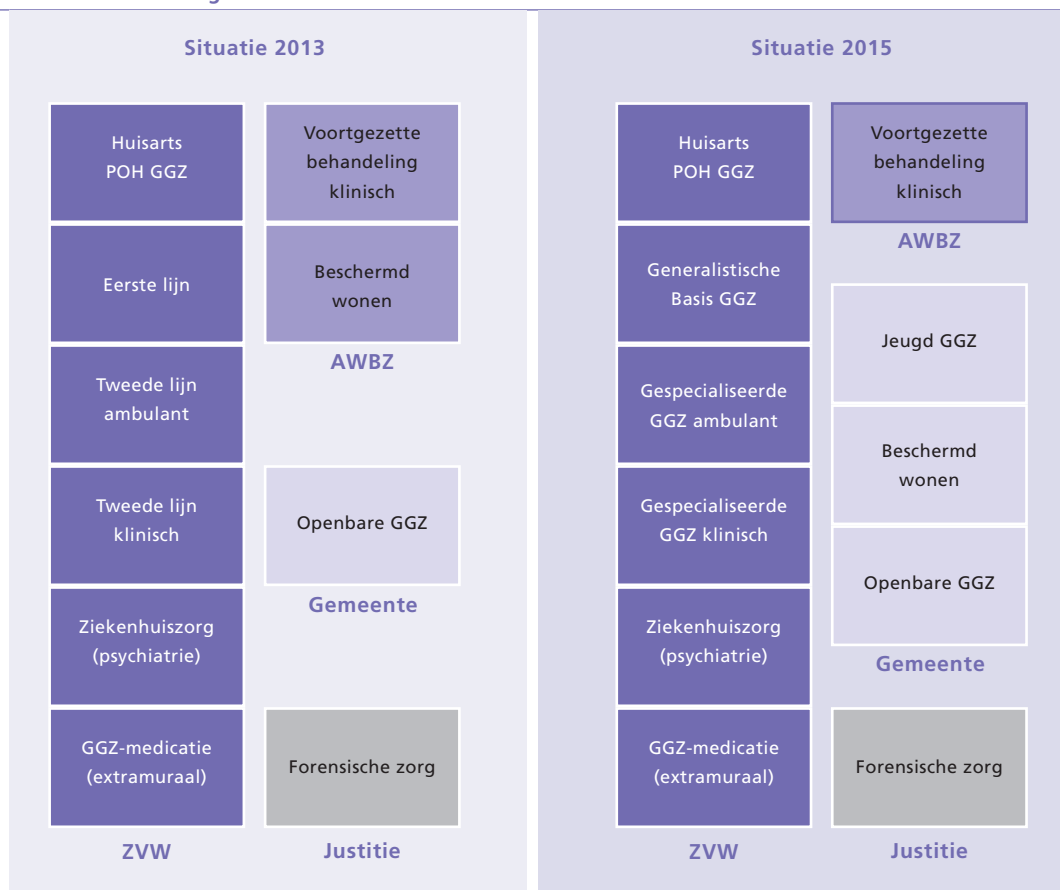 Situatie 2013
Huisarts
POH GGZ
Eerste lijn
Tweede lijn
ambulant
Tweede lijn
klinisch
Ziekenhuiszorg
(psychiatrie)
GGZ-medicatie
(extramuraal)
ZVW
Voortgezette
behandeling
klinisch
Beschermd
wonen
AWBZ
Openbare GGZ
Gemeente
Forensische zorg
Justitie
Situatie 2015
Huisarts
POH GGZ
Generalistische
Basis GGZ
Gespecialiseerde
GGZ ambulant
Gespecialiseerde
GGZ klinisch
Ziekenhuiszorg
(psychiatrie)
GGZ-medicatie
(extramuraal)
ZVW
Voortgezette
behandeling
klinisch
AWBZ
Jeugd GGZ
Beschermd
wonen
Openbare GGZ
Gemeente
Forensische zorg
Justitie